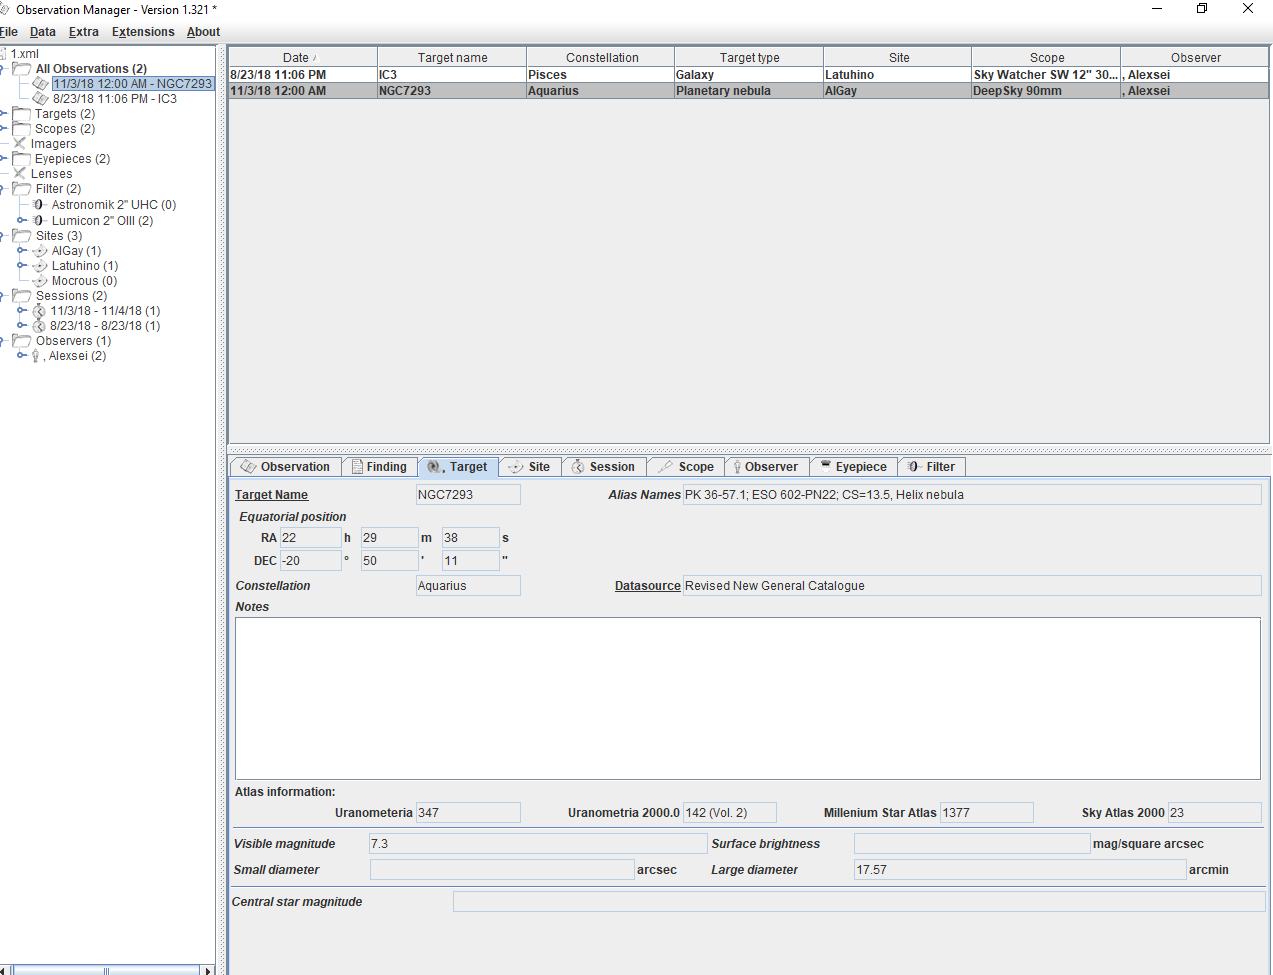 Observation Manager - Version 1.321 *
File Data Extra Extensions About
1.xml
All Observations (2)
11/3/18 12:00 AM - NGC7293
8/23/18 11:06 PM - IC3
Targets (2)
Scopes (2)
Imagers
Eyepieces (2)
Lenses
Filter (2)
Astronomik 2" UHC (0)
Lumicon 2" OIII (2)
Sites (3)
AlGay (1)
Latuhino (1)
Mocrous (0)
Sessions (2)
11/3/18 - 11/4/18 (1)
8/23/18 - 8/23/18 (1)
Observers (1)
, Alexsei (2)
Date Target name Constellation Target type Site Scope Observer
8/23/18 11:06 PM IC3 Pisces Galaxy Latuhino Sky Watcher SW 12" 30... , Alexsei
11/3/18 12:00 AM NGC7293 Aquarius Planetary nebula AlGay DeepSky 90mm , Alexsei
Observation Finding Target Site Session Scope Observer Eyepiece Filter
Target Name NGC7293 Alias Names PK 36-57.1; ESO 602-PN22; CS=13.5, Helix nebula
Equatorial position
RA 22 h 29 m 38 s
DEC -20 ° 50 ' 11 "
Constellation Aquarius Datasource Revised New General Catalogue
Notes
Atlas information:
Uranometeria 347 Uranometria 2000.0 142 (Vol. 2) Millenium Star Atlas 1377 Sky Atlas 2000 23
Visible magnitude 7.3 Surface brightness mag/square arcsec
Small diameter arcsec Large diameter 17.57 arcmin
Central star magnitude